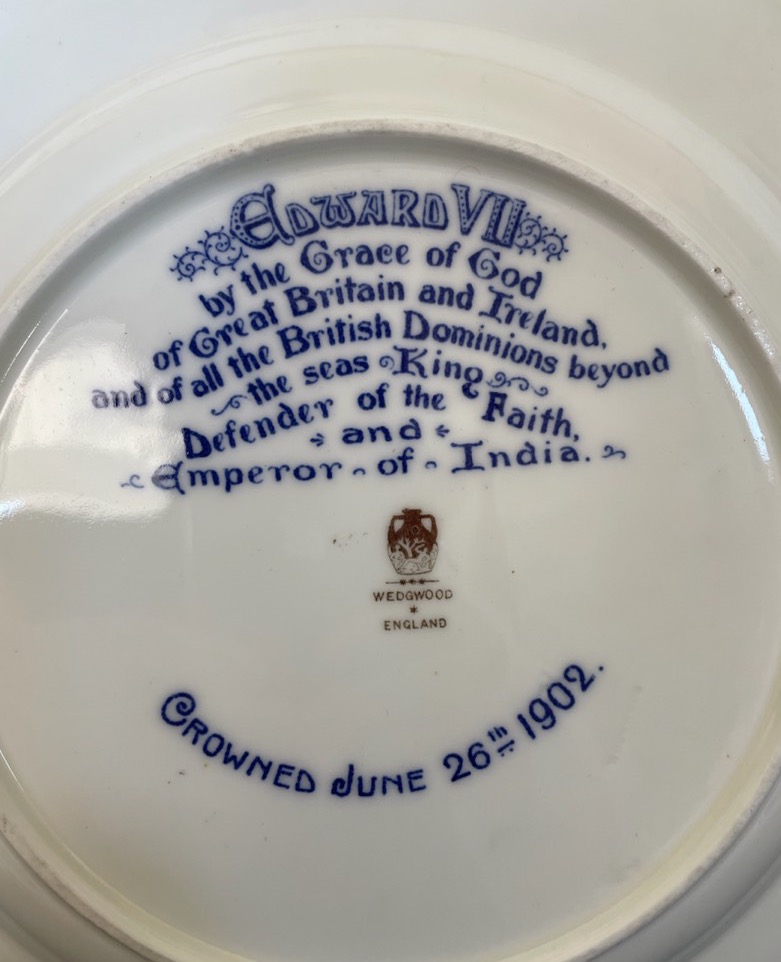 EDWARD VII
by the Grace of God
of Great Britain and Ireland,
and of all the British Dominions beyond
the seas King
Defender of the Faith,
and
Emperor of India.
WEDGWOOD
ENGLAND
CROWNED JUNE 26th 1902.